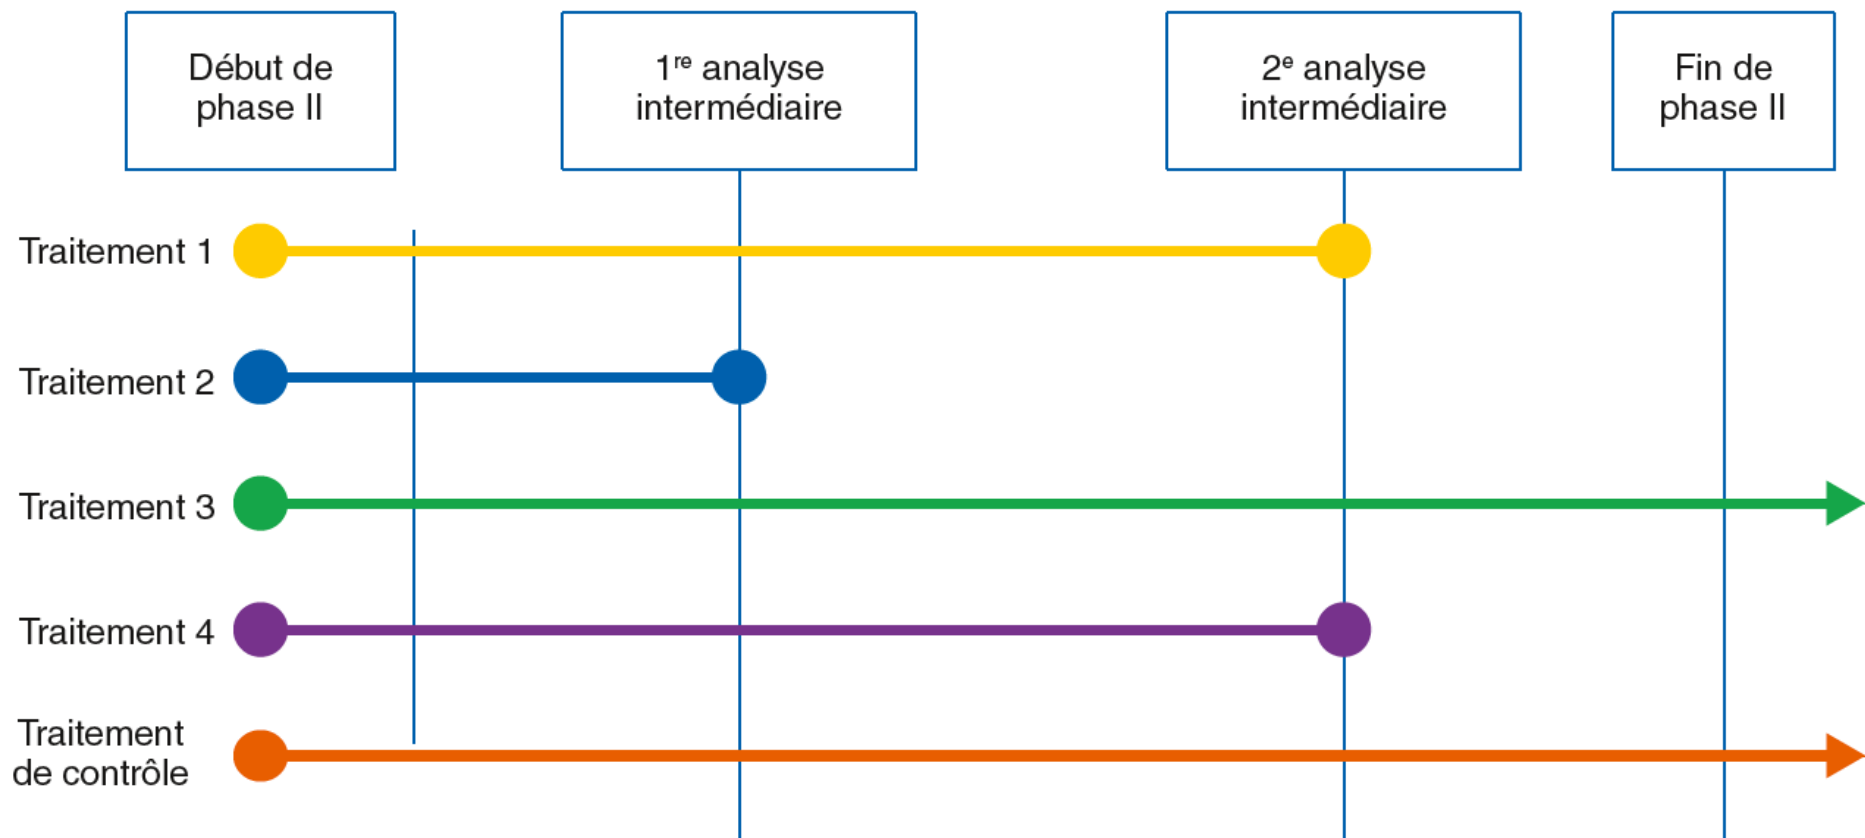 Début de
phase II
1re analyse
intermédiaire
2e analyse
intermédiaire
Fin de
phase II
Traitement 1
Traitement 2
Traitement 3
Traitement 4
Traitement
de contrôle